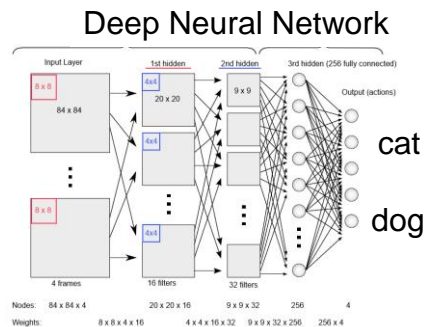 Deep Neural Network
Input Layer 1st hidden 2nd hidden 3rd hidden (256 fully connected)
Output (actions)
8 x 8 4x4 4x4 9 x 9
84 x 84 20 x 20
cat
dog
8 x 8 4x4
4 frames 16 filters 32 filters
Nodes: 84 x 84 x 4 20 x 20 x 16 9 x 9 x 32 256 4
Weights: 8 x 8 x 4 x 16 4 x 4 x 16 x 32 9 x 9 x 32 x 256 256 x 4